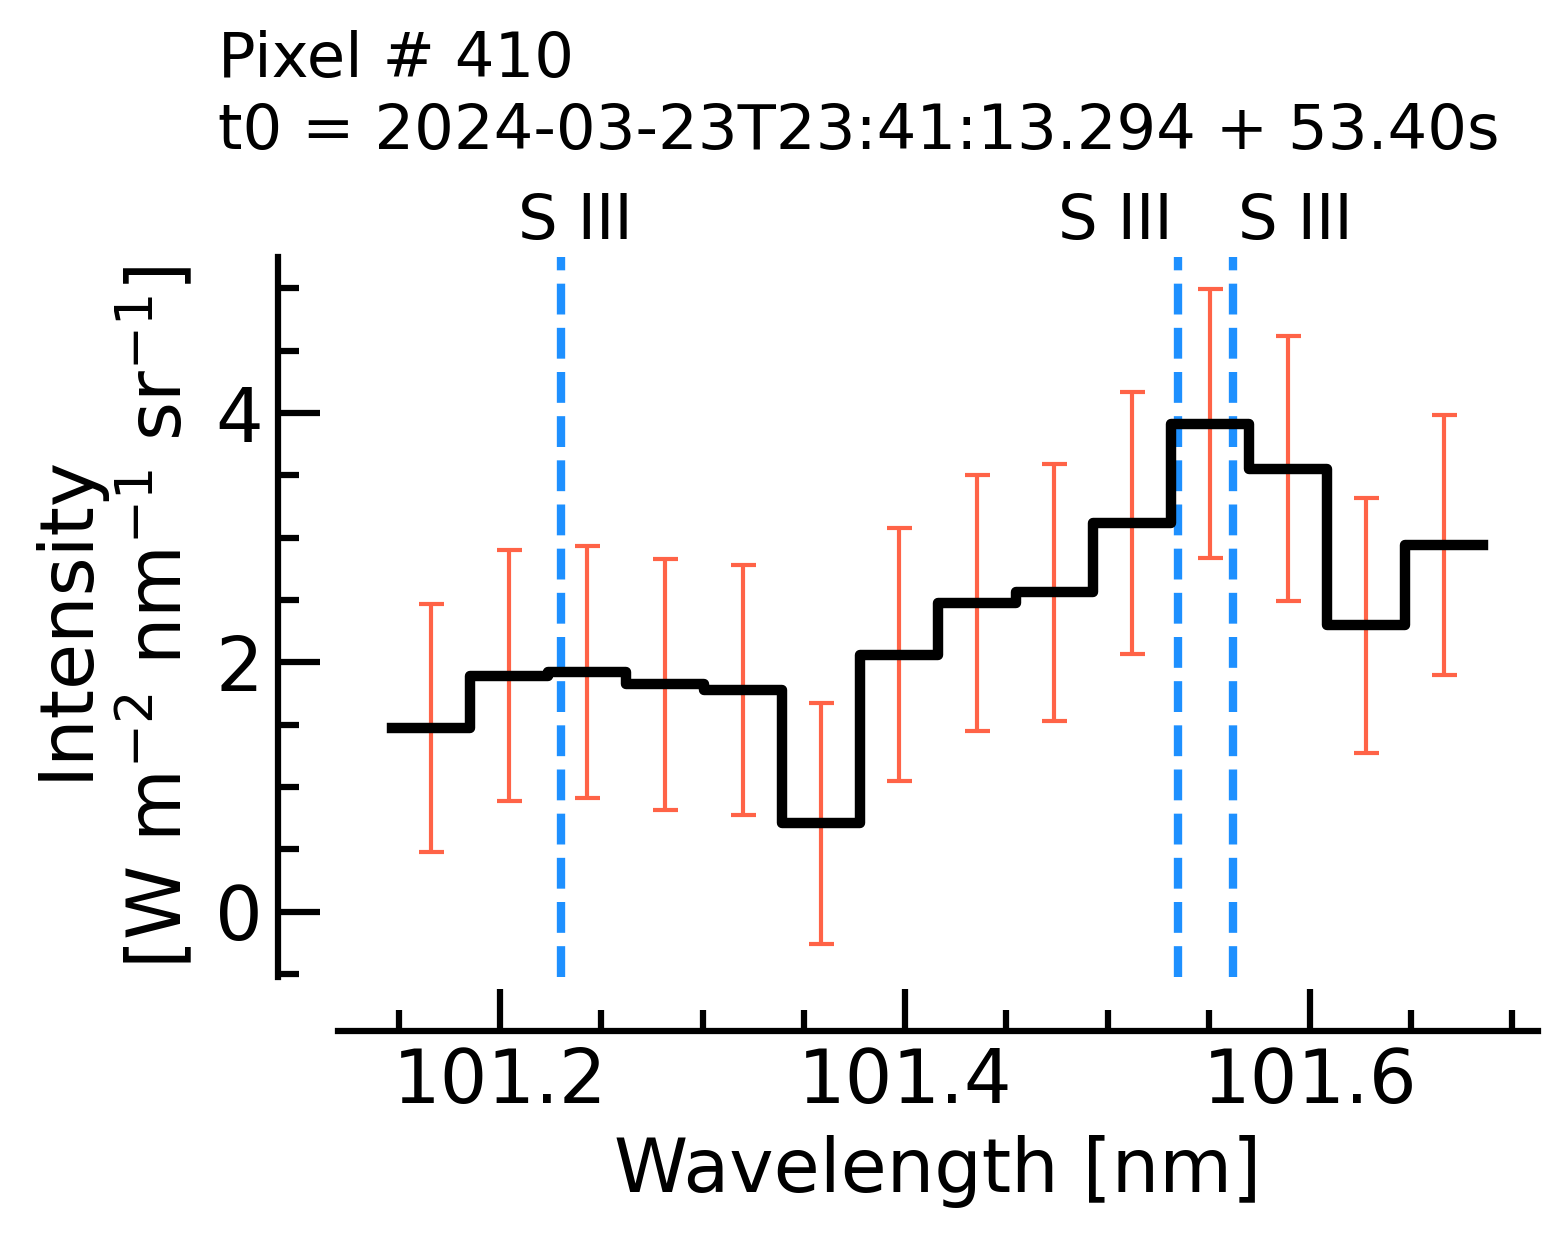 Pixel # 410
t0 = 2024-03-23T23:41:13.294 + 53.40s
S III S III S III
Intensity
[W m⁻² nm⁻¹ sr⁻¹]
4
2
0
101.2 101.4 101.6
Wavelength [nm]